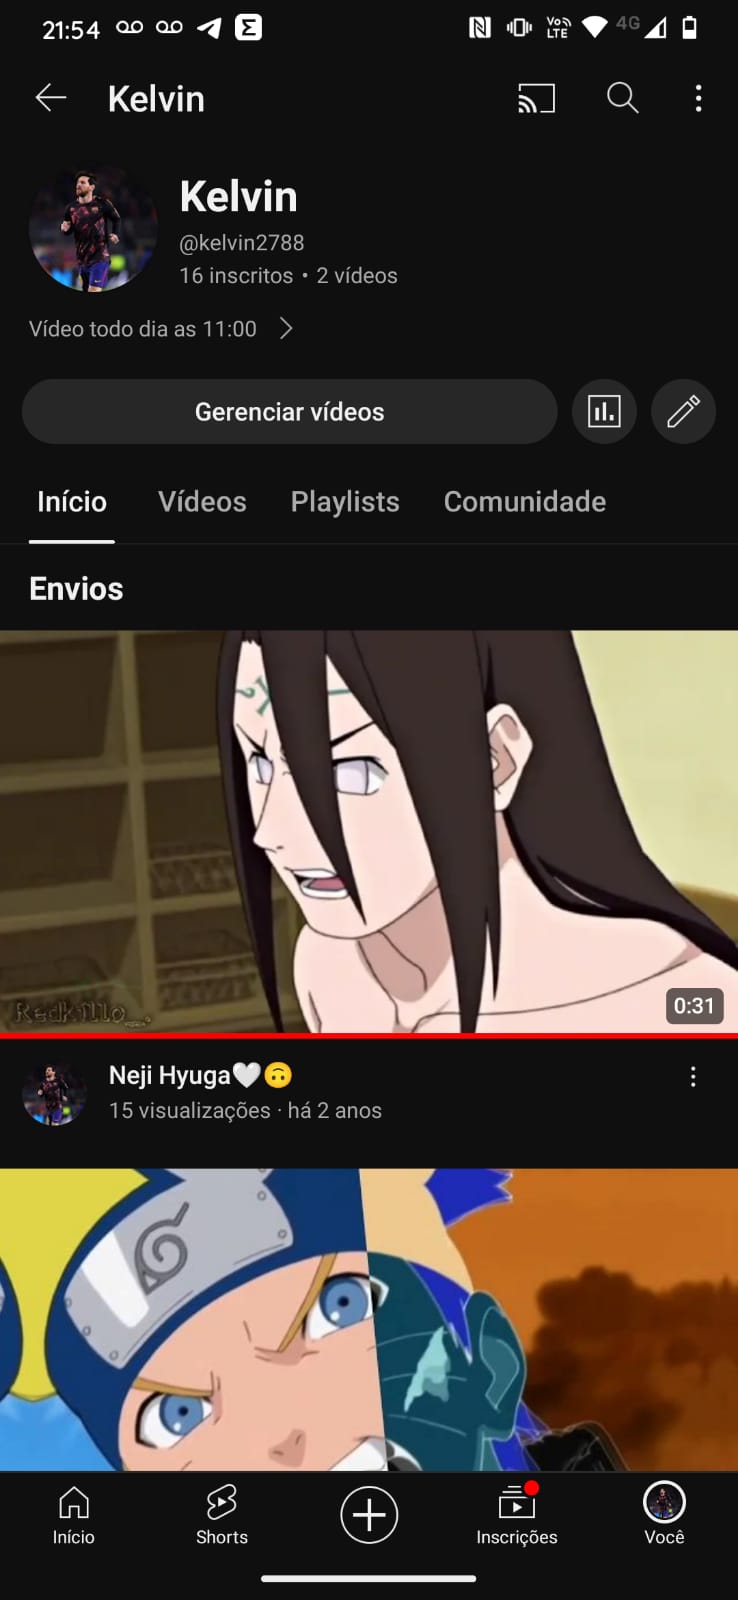 21:54
Vo))
LTE
4G
Kelvin
Kelvin
@kelvin2788
16 inscritos • 2 vídeos
Vídeo todo dia as 11:00
Gerenciar vídeos
Início Vídeos Playlists Comunidade
Envios
Redkillo_.
0:31
Neji Hyuga🤍🙃
15 visualizações · há 2 anos
Início Shorts Inscrições Você